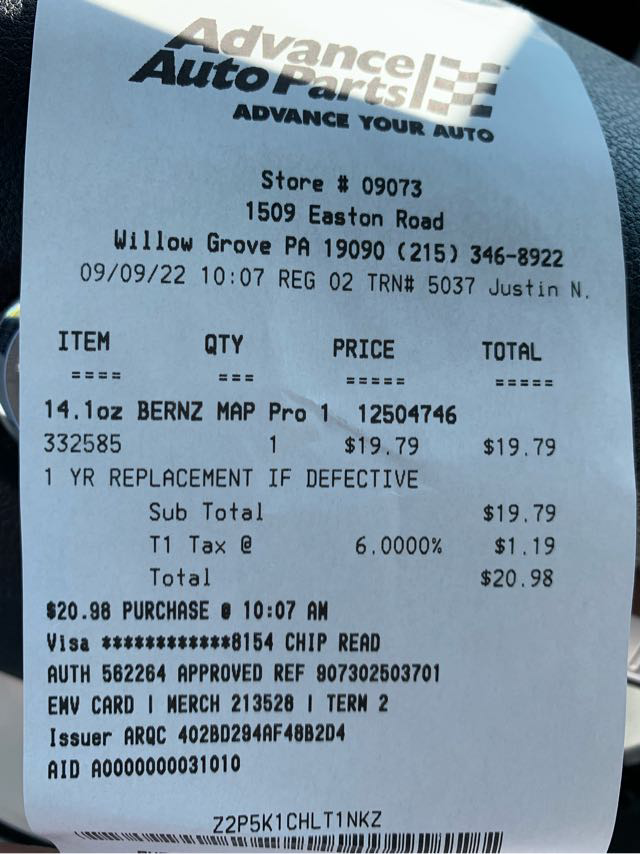 Advance
Auto Parts
ADVANCE YOUR AUTO
Store # 09073
1509 Easton Road
Willow Grove PA 19090 (215) 346-8922
09/09/22 10:07 REG 02 TRN# 5037 Justin N.
ITEM QTY PRICE TOTAL
==== === ===== =====
14.1oz BERNZ MAP Pro 1 12504746
332585 1 $19.79 $19.79
1 YR REPLACEMENT IF DEFECTIVE
Sub Total $19.79
T1 Tax @ 6.0000% $1.19
Total $20.98
$20.98 PURCHASE @ 10:07 AM
Visa ************8154 CHIP READ
AUTH 562264 APPROVED REF 907302503701
EMV CARD | MERCH 213528 | TERM 2
Issuer ARQC 402BD294AF48B2D4
AID A0000000031010
Z2P5K1CHLT1NKZ